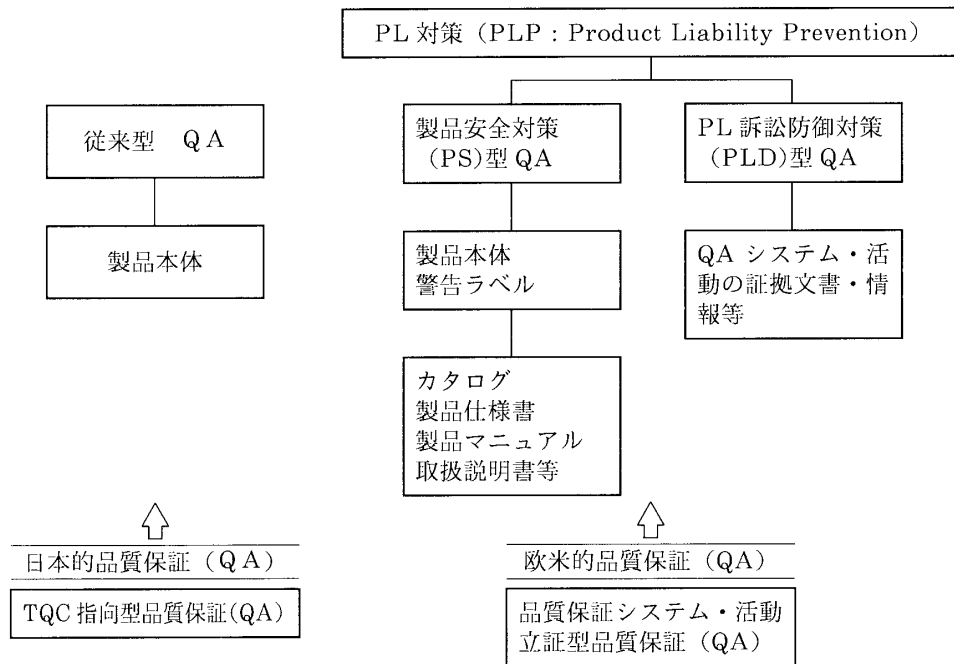 PL 対策 (PLP : Product Liability Prevention)
従来型 QA
製品本体
製品安全対策
(PS)型 QA
PL 訴訟防御対策
(PLD)型 QA
製品本体
警告ラベル
QA システム・活
動の証拠文書・情
報等
カタログ
製品仕様書
製品マニュアル
取扱説明書等
日本的品質保証 (QA)
TQC 指向型品質保証(QA)
欧米的品質保証 (QA)
品質保証システム・活動
立証型品質保証 (QA)